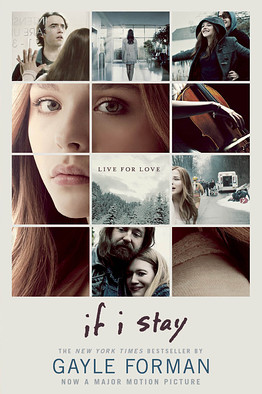 LIVE FOR LOVE
if i stay
THE NEW YORK TIMES BESTSELLER BY
GAYLE FORMAN
NOW A MAJOR MOTION PICTURE